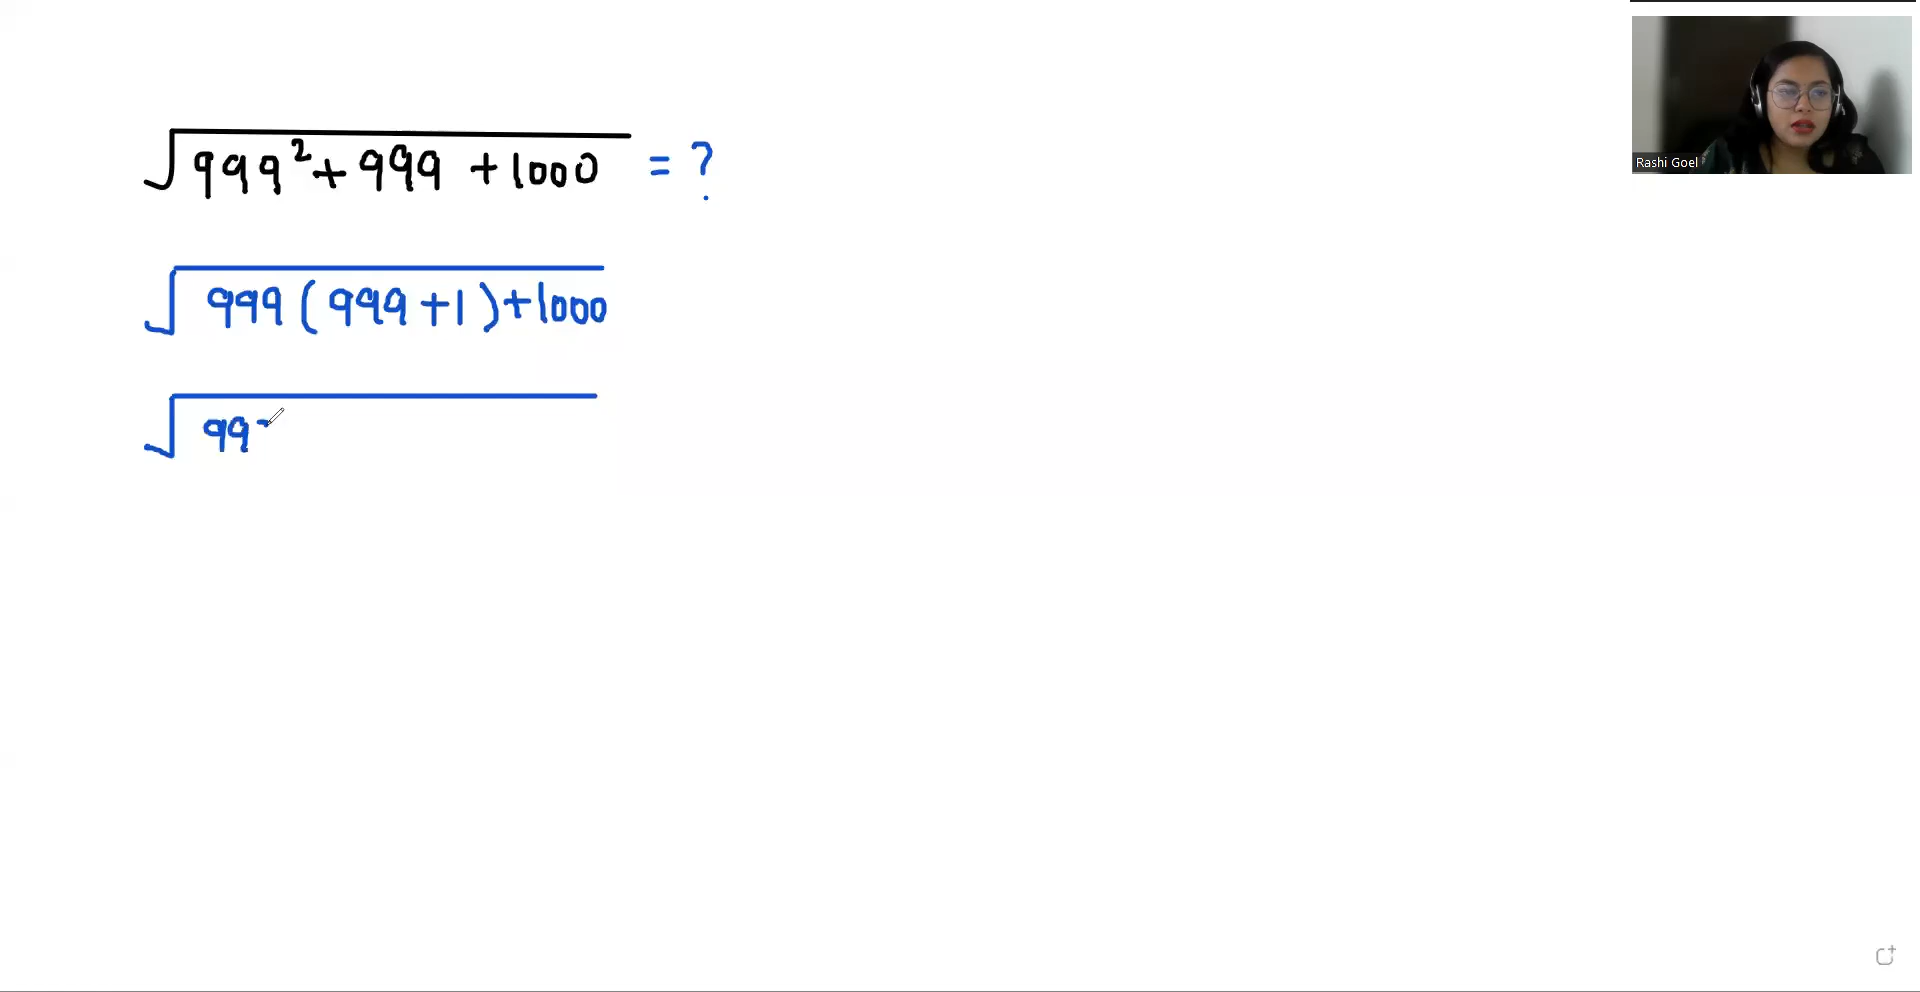 √999² + 999 + 1000 = ?
√999 ( 999 + 1 ) + 1000
√99
Rashi Goel